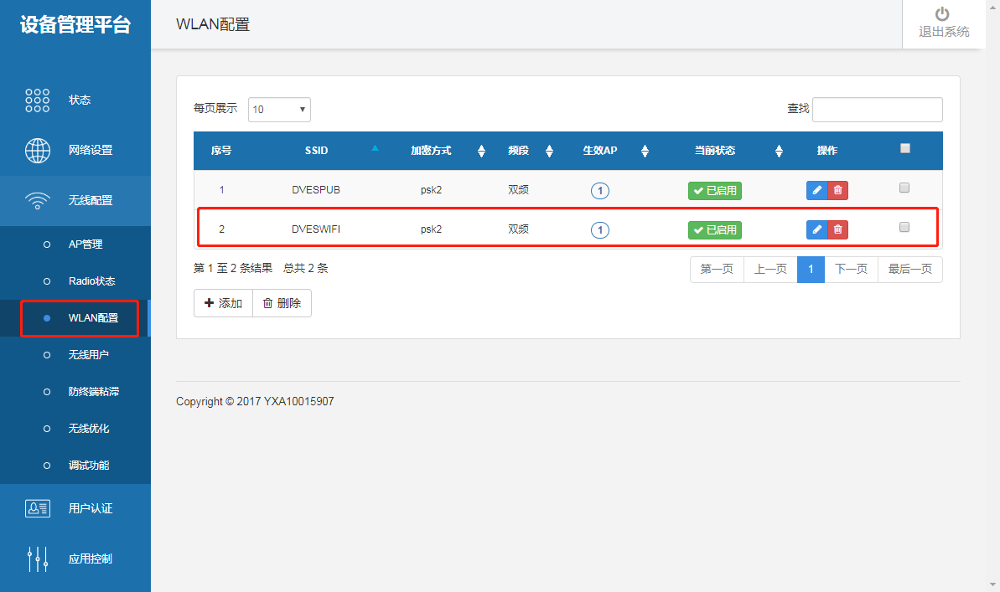 设备管理平台
WLAN配置
退出系统
状态
网络设置
无线配置
AP管理
Radio状态
WLAN配置
无线用户
防终端粘滞
无线优化
调试功能
用户认证
应用控制
每页展示 10
查找
序号 SSID 加密方式 频段 生效AP 当前状态 操作
1 DVESPUB psk2 双频 1 已启用
2 DVESWIFI psk2 双频 1 已启用
第 1 至 2 条结果 总共 2 条
第一页 上一页 1 下一页 最后一页
添加 删除
Copyright © 2017 YXA10015907